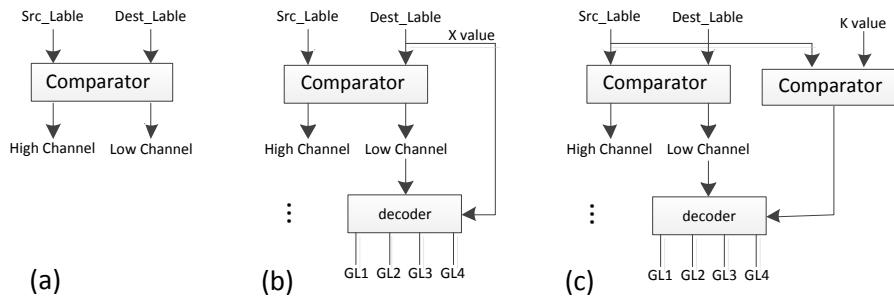 Src_Lable Dest_Lable
Comparator
High Channel Low Channel
(a)
Src_Lable Dest_Lable
X value
Comparator
High Channel Low Channel
⋮
decoder
GL1 GL2 GL3 GL4
(b)
Src_Lable Dest_Lable
K value
Comparator
Comparator
High Channel Low Channel
⋮
decoder
GL1 GL2 GL3 GL4
(c)